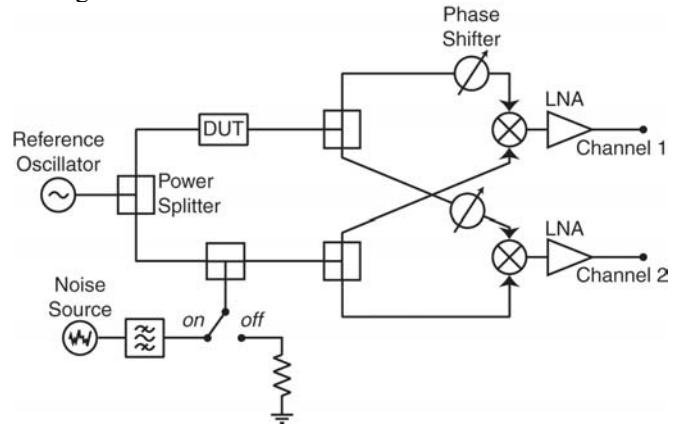 Phase
Shifter
LNA
DUT
Reference
Oscillator
Channel 1
Power
Splitter
LNA
Noise
Source
on
off
Channel 2